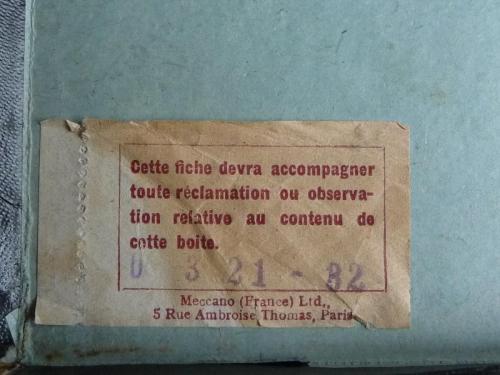 Cette fiche devra accompagner
toute réclamation ou observa-
tion relative au contenu de
cette boite.
0 3 21 - 32
Meccano (France) Ltd.,
5 Rue Ambroise Thomas, Paris